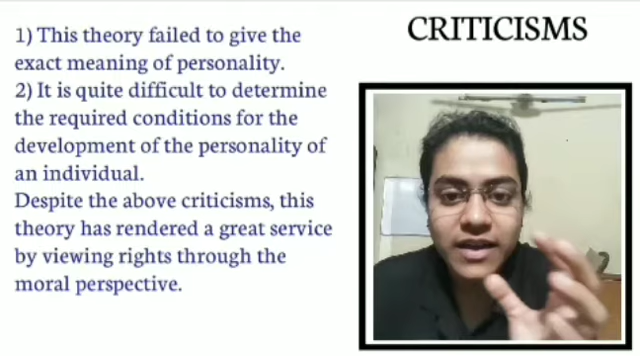 CRITICISMS
1) This theory failed to give the
exact meaning of personality.
2) It is quite difficult to determine
the required conditions for the
development of the personality of
an individual.
Despite the above criticisms, this
theory has rendered a great service
by viewing rights through the
moral perspective.